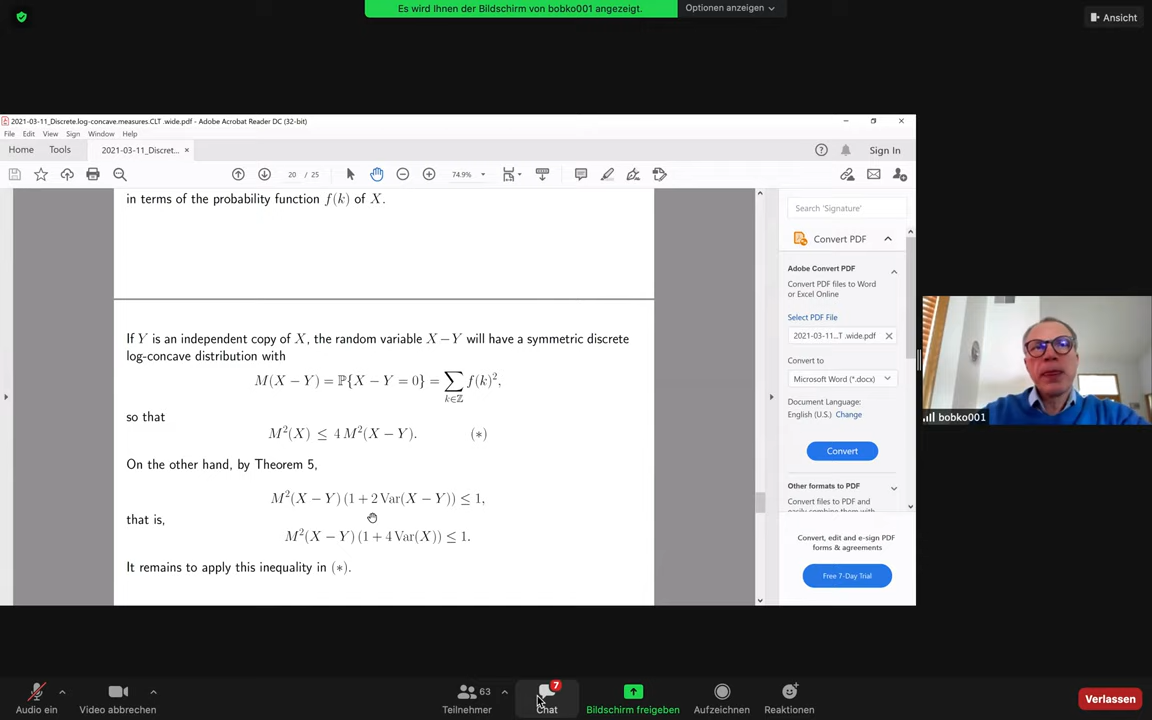 Es wird Ihnen der Bildschirm von bobko001 angezeigt.
Optionen anzeigen
Ansicht
2021-03-11_Discrete.log-concave.measures.CLT .wide.pdf - Adobe Acrobat Reader DC (32-bit)
File Edit View Sign Window Help
Home Tools 2021-03-11_Discret... × Sign In
20 / 25 74.9%
in terms of the probability function f(k) of X.
If Y is an independent copy of X, the random variable X − Y will have a symmetric discrete
log-concave distribution with
M(X − Y) = ℙ{X − Y = 0} = ∑_{k∈ℤ} f(k)²,
so that
M²(X) ≤ 4 M²(X − Y). (∗)
On the other hand, by Theorem 5,
M²(X − Y) (1 + 2 Var(X − Y)) ≤ 1,
that is,
M²(X − Y) (1 + 4 Var(X)) ≤ 1.
It remains to apply this inequality in (∗).
Search 'Signature'
Convert PDF
Adobe Convert PDF
Convert PDF files to Word
or Excel Online
Select PDF File
2021-03-11...T .wide.pdf
Convert to
Microsoft Word (*.docx)
Document Language:
English (U.S.) Change
Convert
Other formats to PDF
Convert files to PDF and
easily combine them with
Convert, edit and e-sign PDF
forms & agreements
Free 7-Day Trial
bobko001
Audio ein
Video abbrechen
63
Teilnehmer
7
Chat
Bildschirm freigeben
Aufzeichnen
Reaktionen
Verlassen